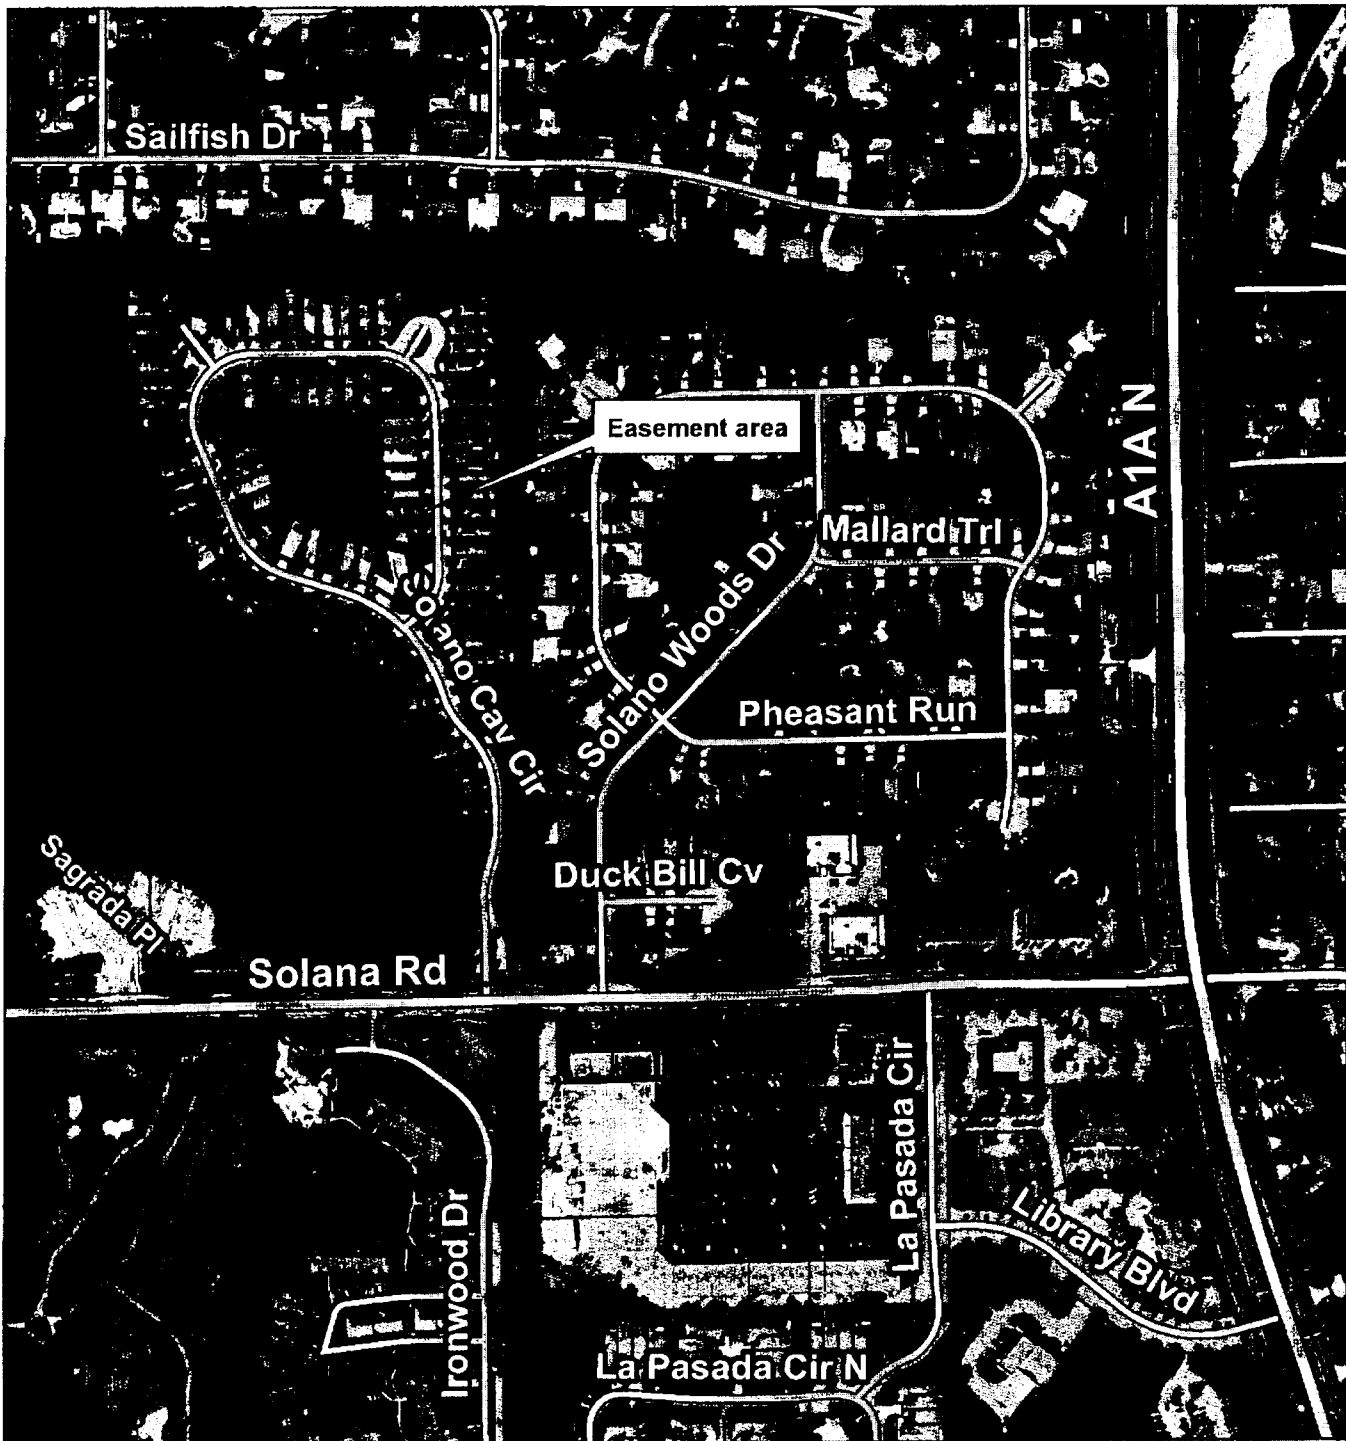 Sailfish Dr
Easement area
A1A N
Mallard Trl
Solano Cay Cir
Solano Woods Dr
Pheasant Run
Duck Bill Cv
Sagrada Pl
Solana Rd
La Pasada Cir
Ironwood Dr
Library Blvd
La Pasada Cir N